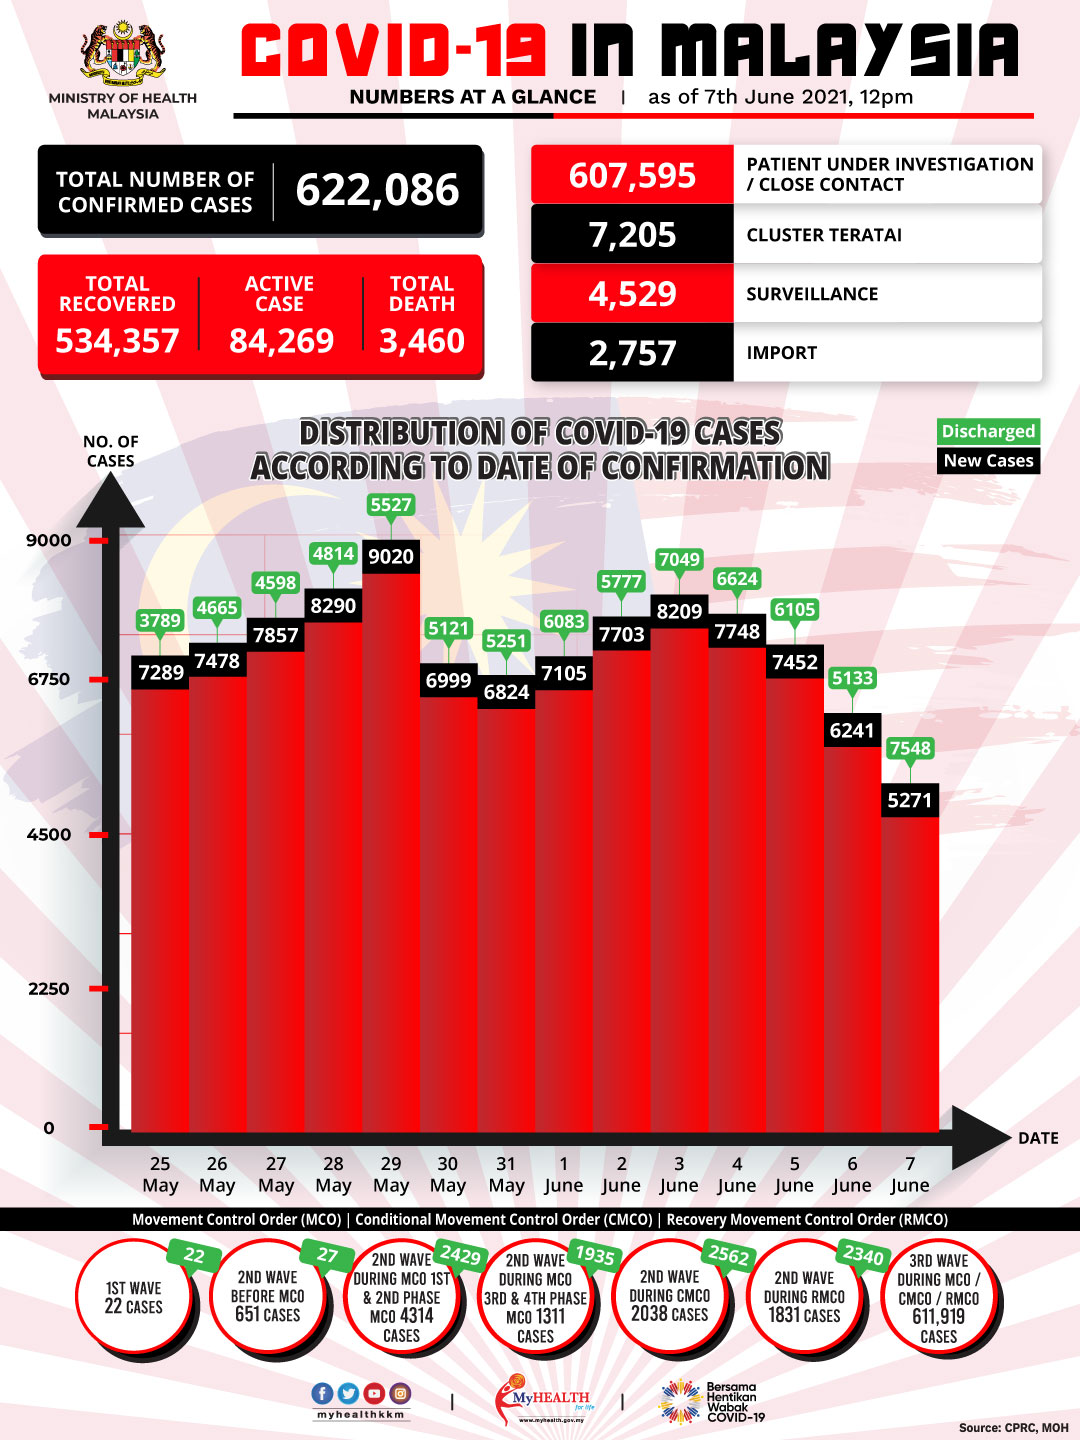 COVID-19 IN MALAYSIA
MINISTRY OF HEALTH
MALAYSIA
NUMBERS AT A GLANCE | as of 7th June 2021, 12pm
TOTAL NUMBER OF
CONFIRMED CASES
622,086
TOTAL
RECOVERED
534,357
ACTIVE
CASE
84,269
TOTAL
DEATH
3,460
607,595
PATIENT UNDER INVESTIGATION
/ CLOSE CONTACT
7,205
CLUSTER TERATAI
4,529
SURVEILLANCE
2,757
IMPORT
DISTRIBUTION OF COVID-19 CASES
ACCORDING TO DATE OF CONFIRMATION
Discharged
New Cases
NO. OF
CASES
9000
6750
4500
2250
0
3789
7289
4665
7478
4598
7857
4814
8290
5527
9020
5121
6999
5251
6824
6083
7105
5777
7703
7049
8209
6624
7748
6105
7452
5133
6241
7548
5271
25
May
26
May
27
May
28
May
29
May
30
May
31
May
1
June
2
June
3
June
4
June
5
June
6
June
7
June
DATE
Movement Control Order (MCO) | Conditional Movement Control Order (CMCO) | Recovery Movement Control Order (RMCO)
22
1ST WAVE
22 CASES
27
2ND WAVE
BEFORE MCO
651 CASES
2429
2ND WAVE
DURING MCO 1ST
& 2ND PHASE
MCO 4314
CASES
1935
2ND WAVE
DURING MCO
3RD & 4TH PHASE
MCO 1311
CASES
2562
2ND WAVE
DURING CMCO
2038 CASES
2340
2ND WAVE
DURING RMCO
1831 CASES
3RD WAVE
DURING MCO /
CMCO / RMCO
611,919
CASES
myhealthkkm
MyHEALTH
for life
www.myhealth.gov.my
Bersama
Hentikan
Wabak
COVID-19
Source: CPRC, MOH